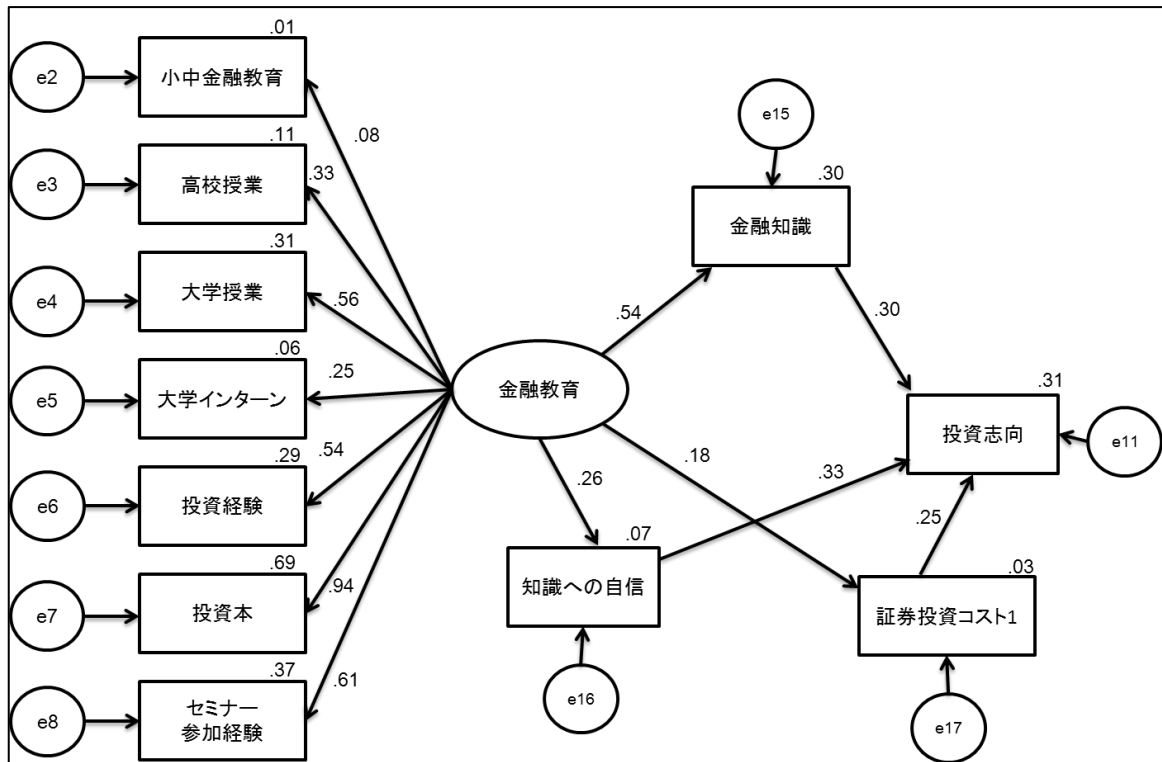 .01
e2
小中金融教育
.08
.11
e3
高校授業
.33
.31
e4
大学授業
.56
.06
e5
大学インターン
.25
.29
e6
投資経験
.54
.69
e7
投資本
.94
.37
e8
セミナー
参加経験
.61
金融教育
e15
.30
金融知識
.54
.30
.31
投資志向
e11
.18
.26
.33
.25
.07
知識への自信
e16
.03
証券投資コスト1
e17